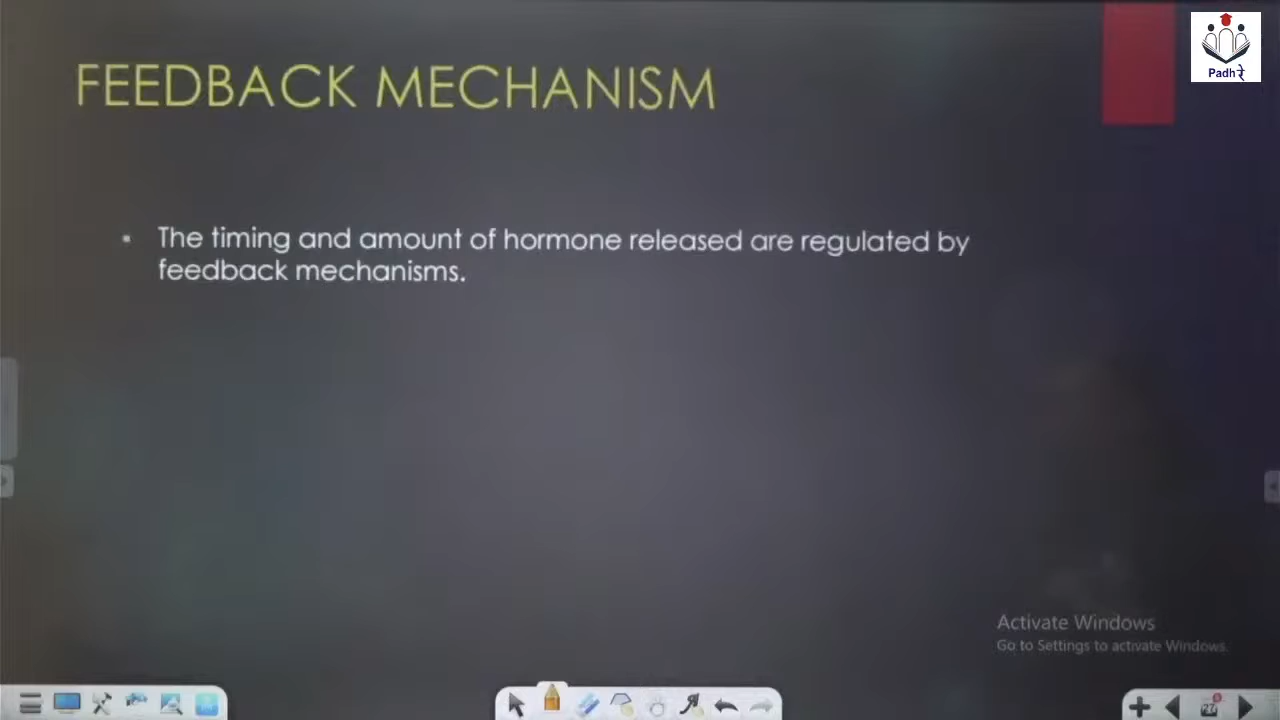 Padhरे
FEEDBACK MECHANISM
▪ The timing and amount of hormone released are regulated by
feedback mechanisms.
Activate Windows
Go to Settings to activate Windows.
27